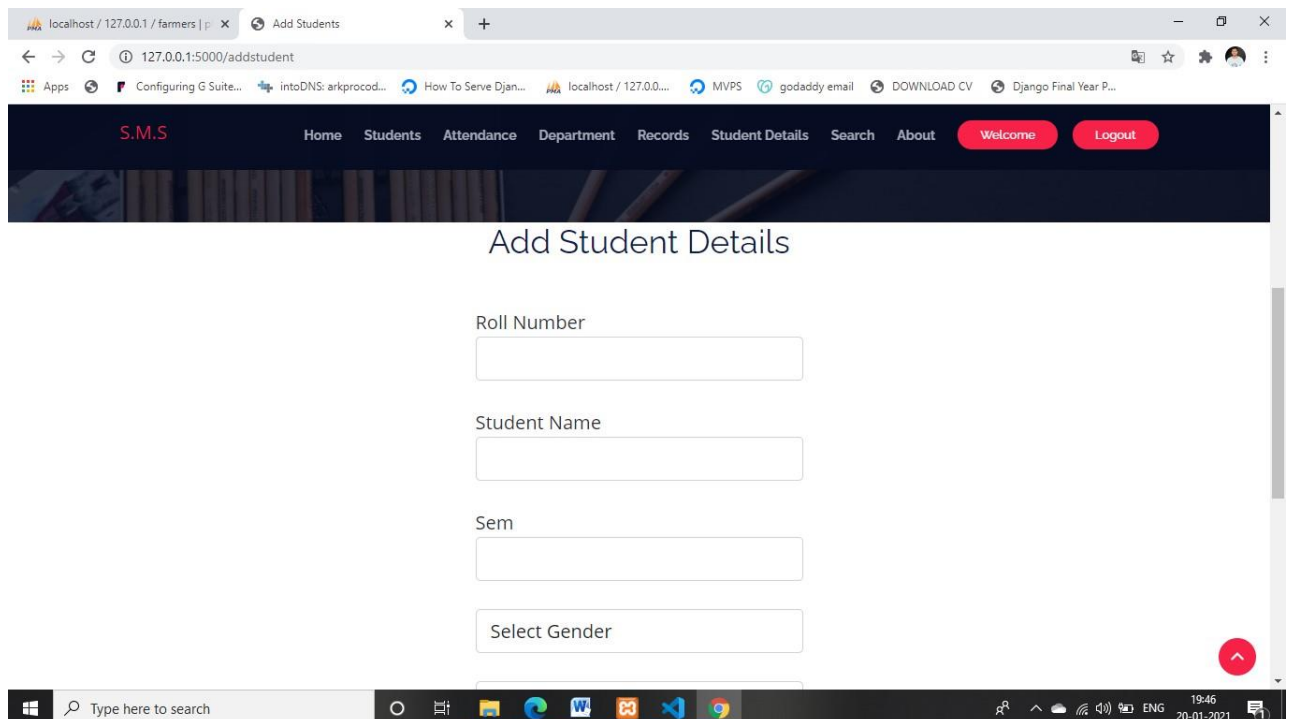 localhost / 127.0.0.1 / farmers | p
Add Students
127.0.0.1:5000/addstudent
Apps
Configuring G Suite...
intoDNS: arkprocod...
How To Serve Djan...
localhost / 127.0.0....
MVPS
godaddy email
DOWNLOAD CV
Django Final Year P...
S.M.S
Home Students Attendance Department Records Student Details Search About Welcome Logout
Add Student Details
Roll Number
Student Name
Sem
Select Gender
Type here to search
ENG
19:46
20-01-2021